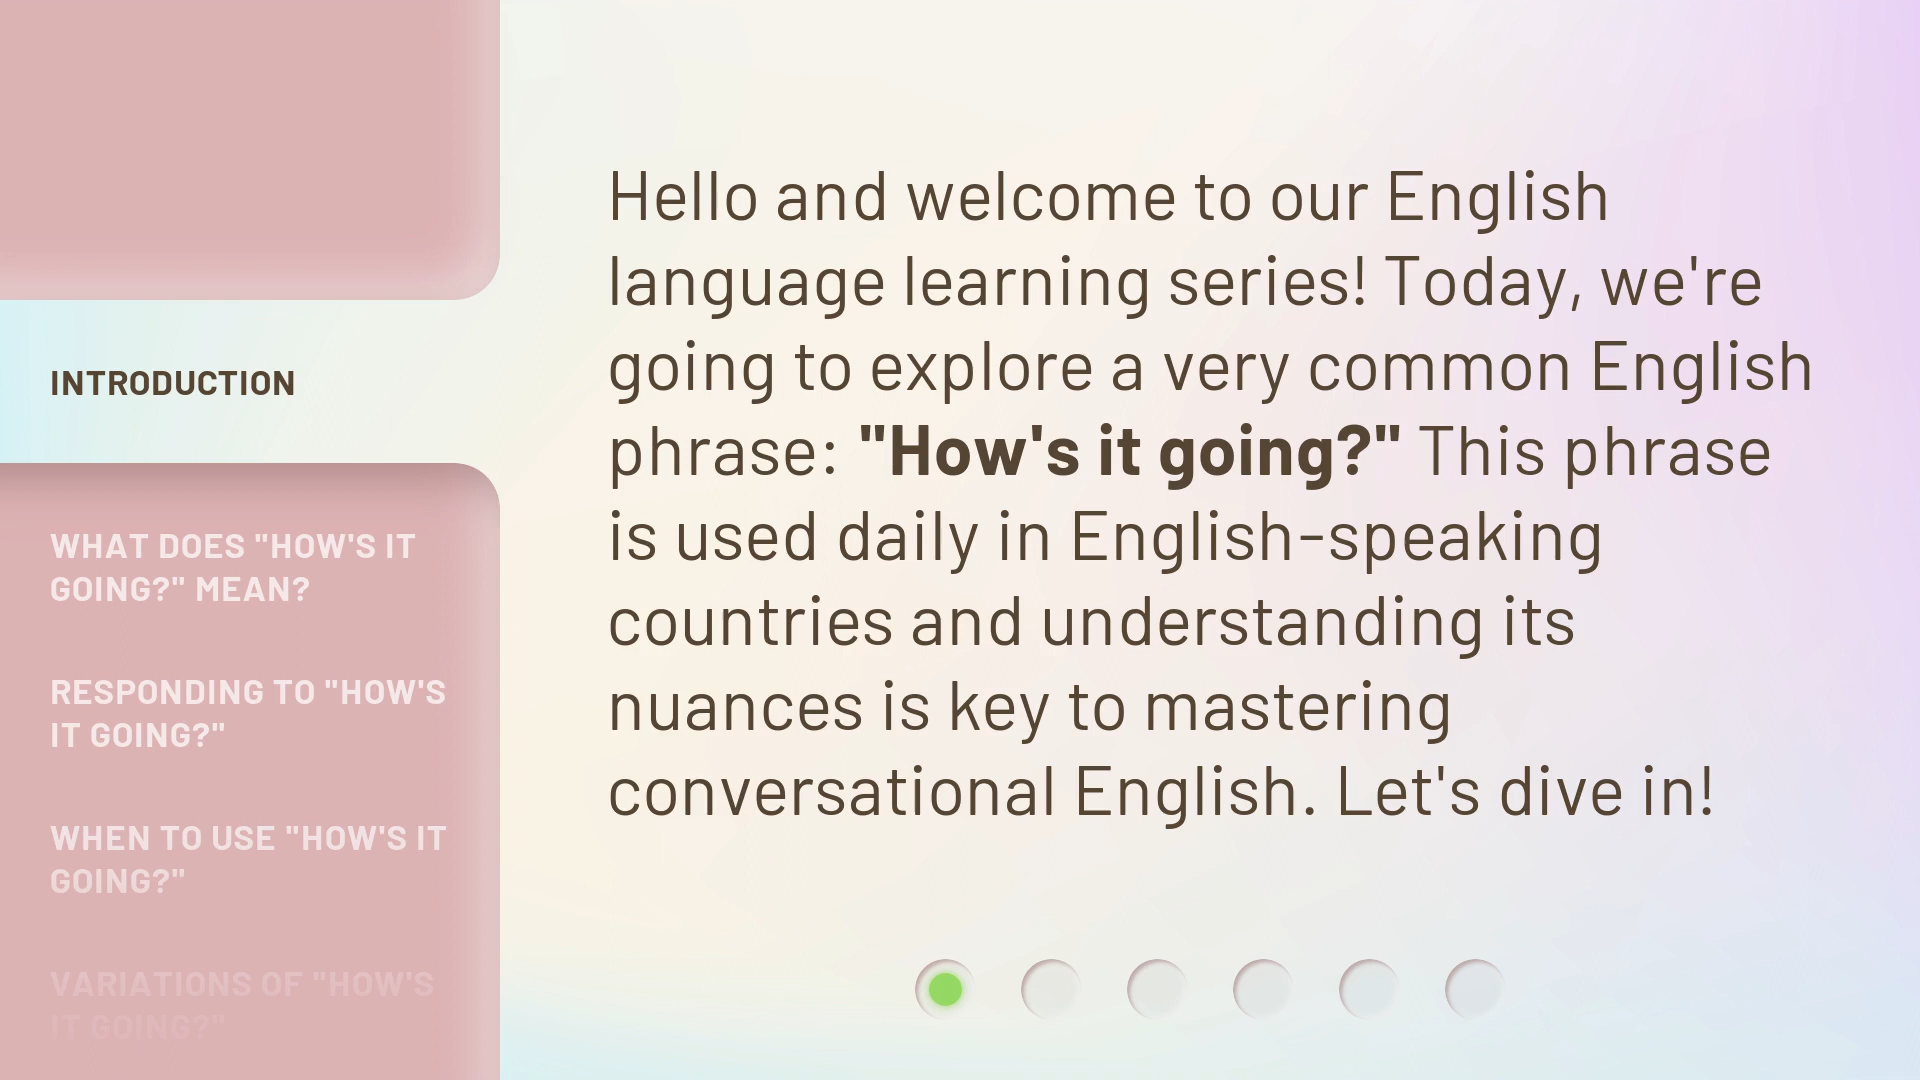 INTRODUCTION
WHAT DOES "HOW'S IT
GOING?" MEAN?
RESPONDING TO "HOW'S
IT GOING?"
WHEN TO USE "HOW'S IT
GOING?"
VARIATIONS OF "HOW'S
IT GOING?"
Hello and welcome to our English
language learning series! Today, we're
going to explore a very common English
phrase: "How's it going?" This phrase
is used daily in English-speaking
countries and understanding its
nuances is key to mastering
conversational English. Let's dive in!